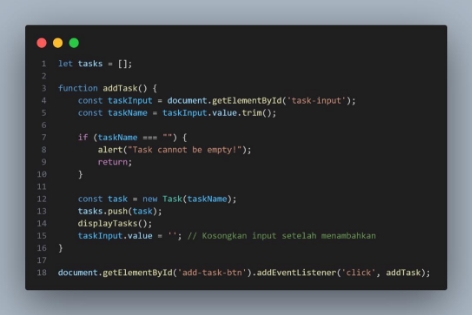 1 let tasks = [];
2
3 function addTask() {
4 const taskInput = document.getElementById('task-input');
5 const taskName = taskInput.value.trim();
6
7 if (taskName === "") {
8 alert("Task cannot be empty!");
9 return;
10 }
11
12 const task = new Task(taskName);
13 tasks.push(task);
14 displayTasks();
15 taskInput.value = ''; // Kosongkan input setelah menambahkan
16 }
17
18 document.getElementById('add-task-btn').addEventListener('click', addTask);